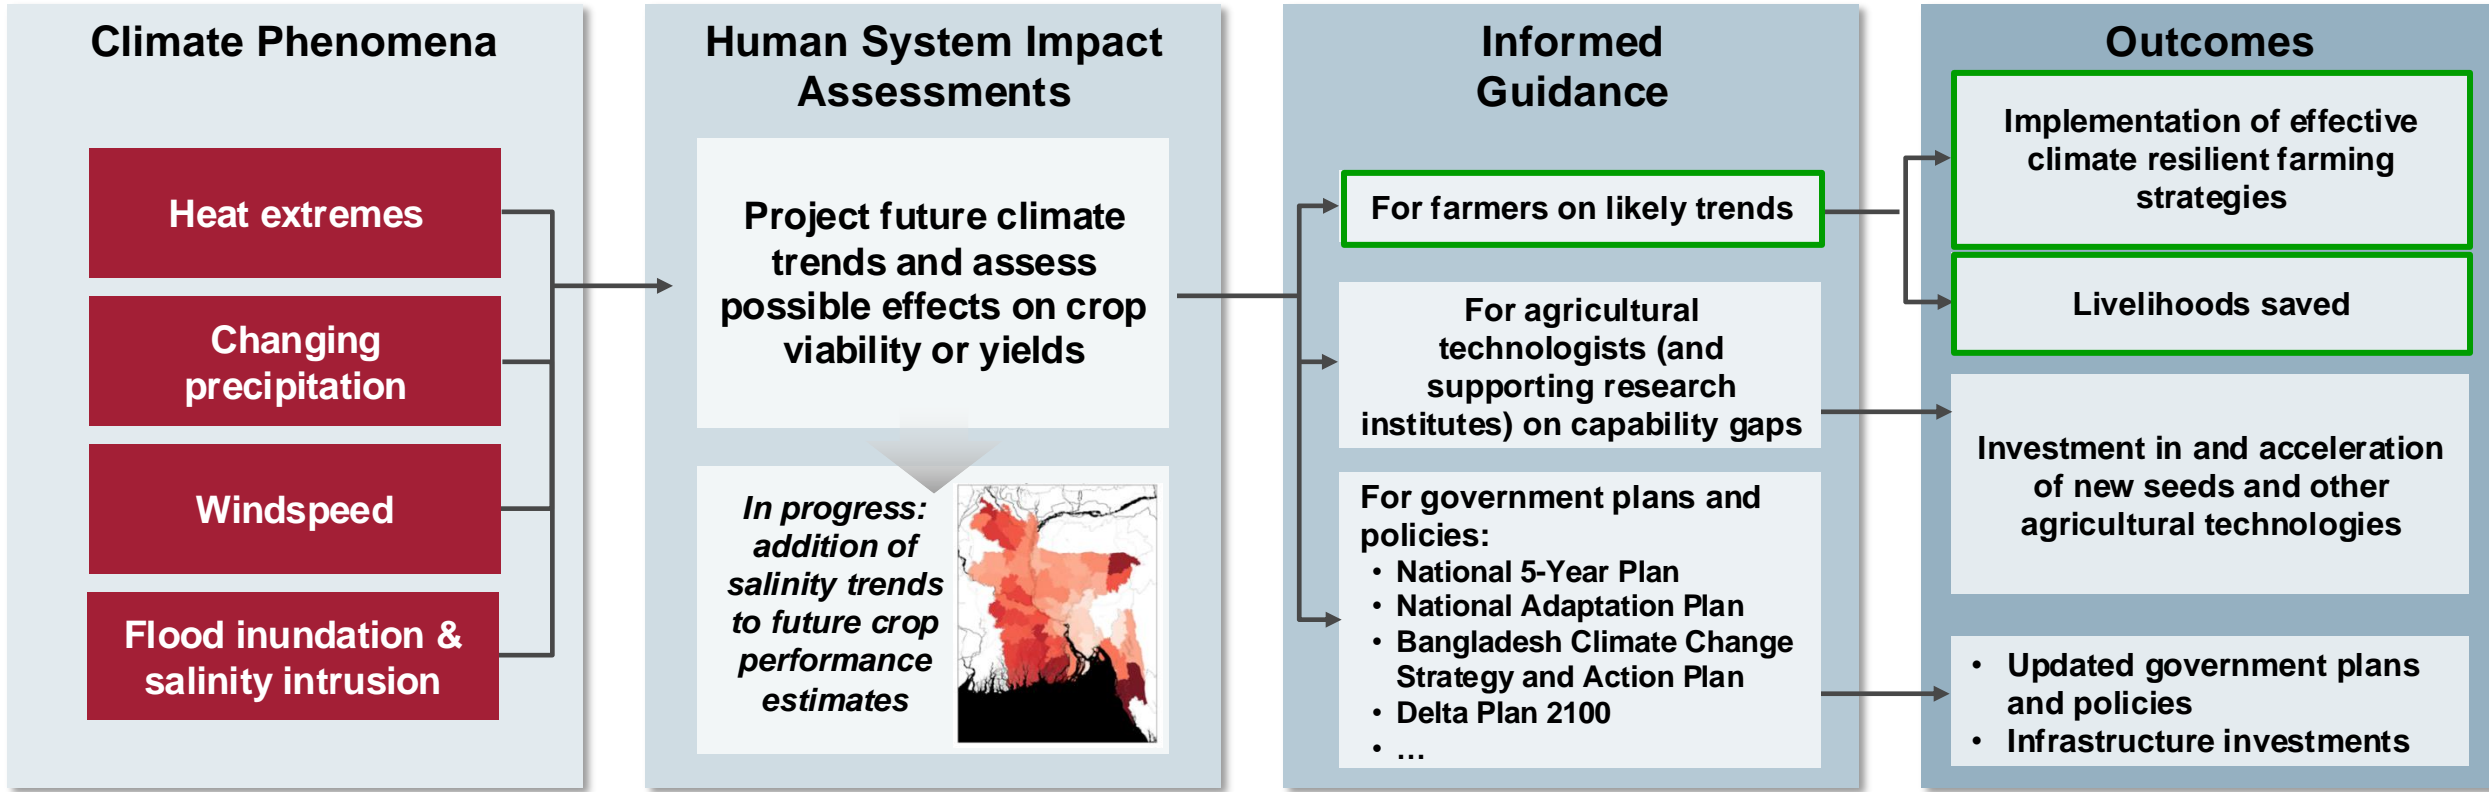 Climate Phenomena
Heat extremes
Changing
precipitation
Windspeed
Flood inundation &
salinity intrusion
Human System Impact
Assessments
Project future climate
trends and assess
possible effects on crop
viability or yields
In progress:
addition of
salinity trends
to future crop
performance
estimates
Informed
Guidance
For farmers on likely trends
For agricultural
technologists (and
supporting research
institutes) on capability gaps
For government plans and
policies:
• National 5-Year Plan
• National Adaptation Plan
• Bangladesh Climate Change
Strategy and Action Plan
• Delta Plan 2100
• …
Outcomes
Implementation of effective
climate resilient farming
strategies
Livelihoods saved
Investment in and acceleration
of new seeds and other
agricultural technologies
• Updated government plans
and policies
• Infrastructure investments